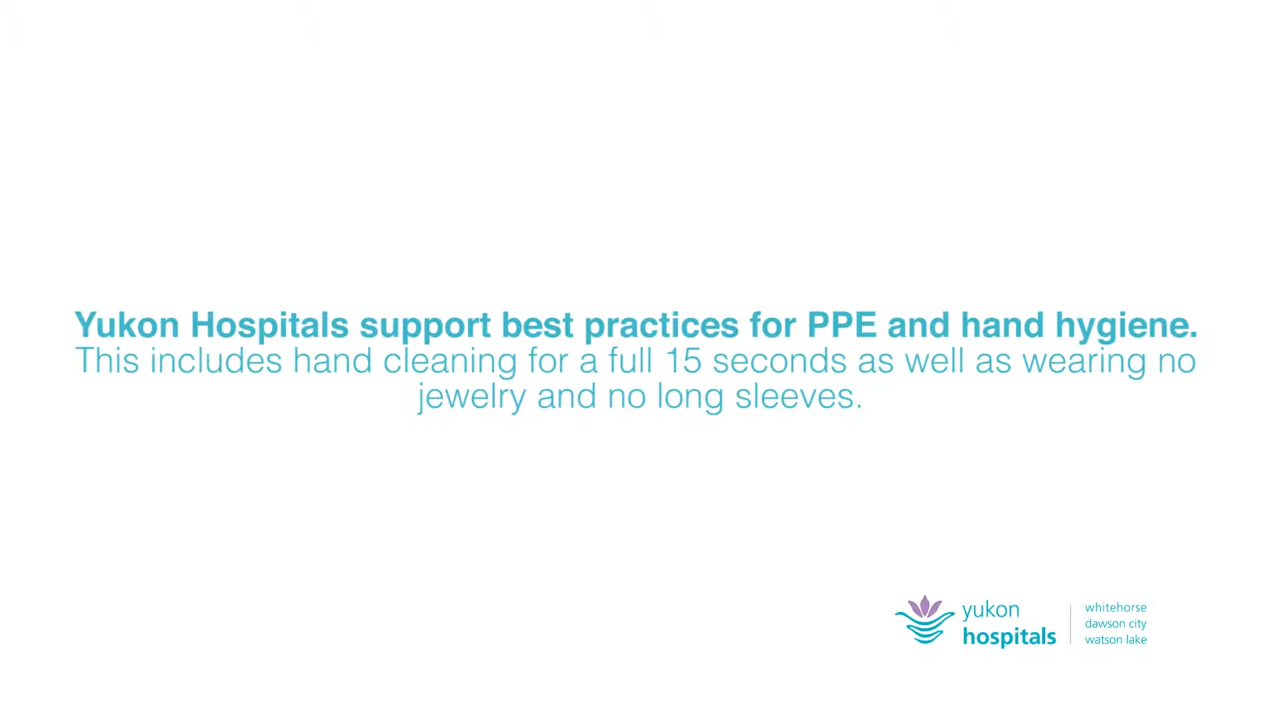 Yukon Hospitals support best practices for PPE and hand hygiene.
This includes hand cleaning for a full 15 seconds as well as wearing no
jewelry and no long sleeves.
yukon
hospitals
whitehorse
dawson city
watson lake